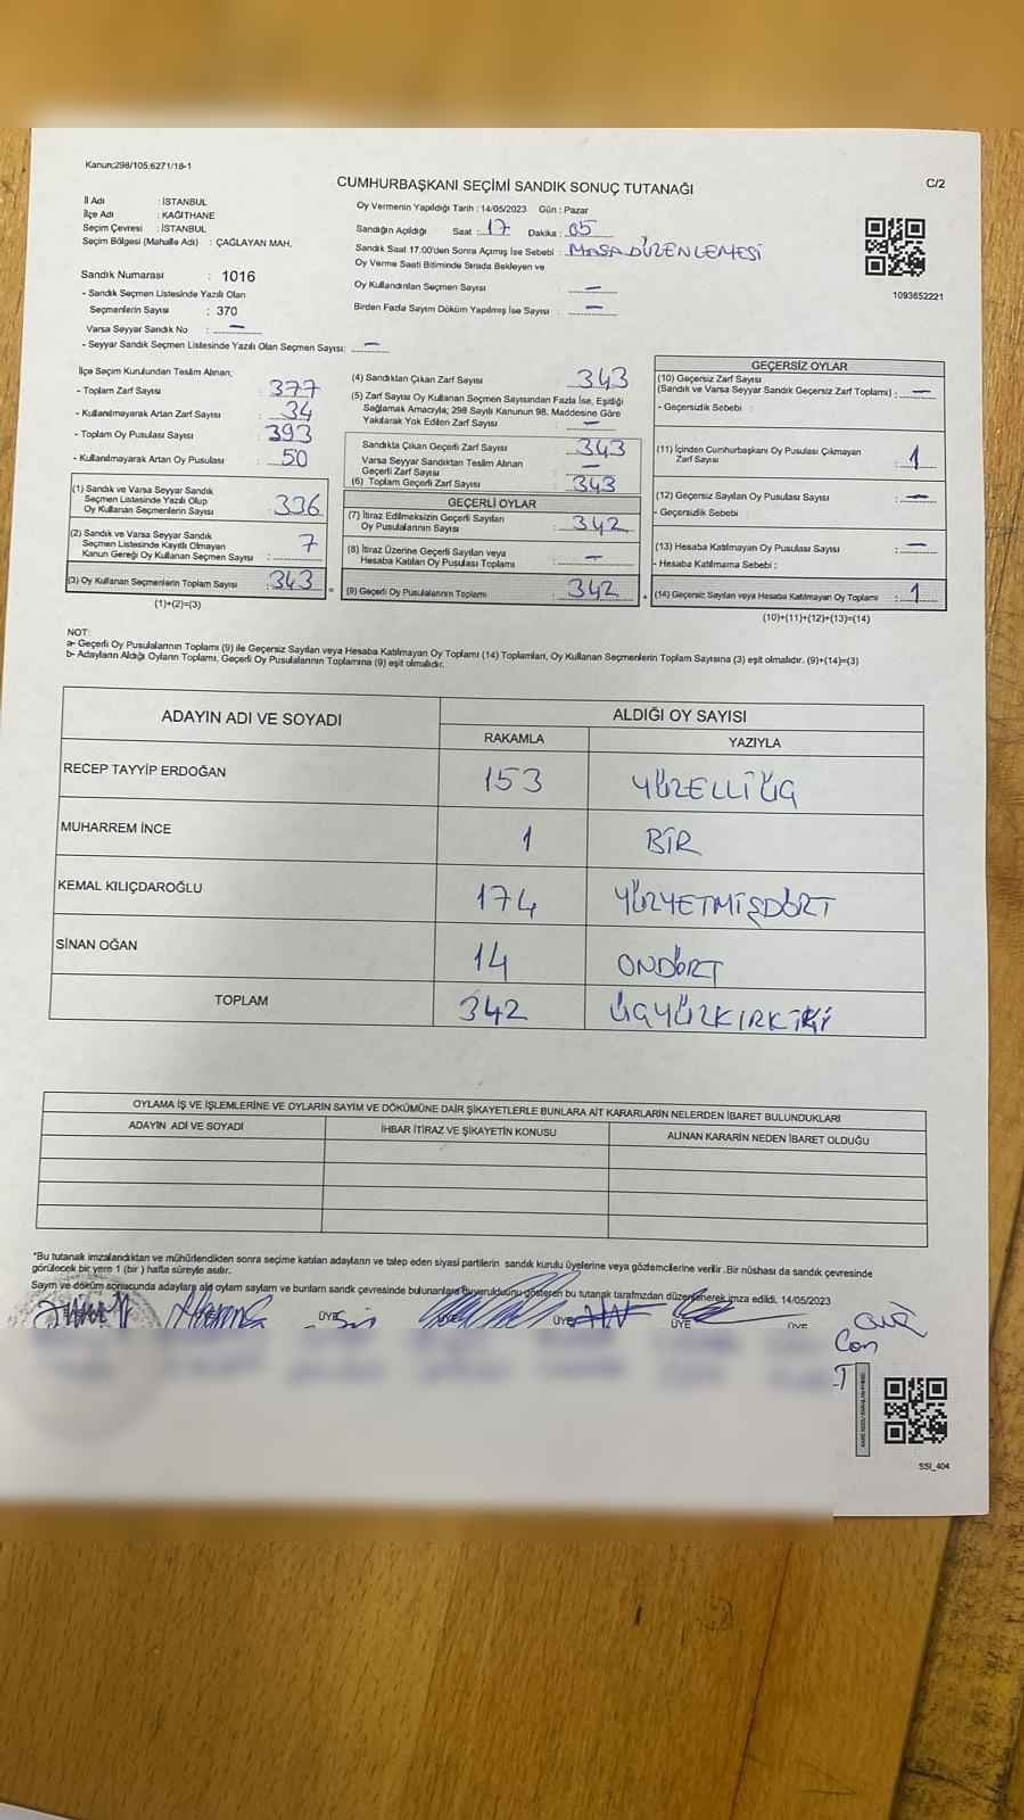 Kanun:298/105.6271/18-1
CUMHURBAŞKANI SEÇİMİ SANDIK SONUÇ TUTANAĞI
C/2
İl Adı : İSTANBUL
İlçe Adı : KAĞITHANE
Seçim Çevresi : İSTANBUL
Seçim Bölgesi (Mahalle Adı) : ÇAĞLAYAN MAH.
Oy Vermenin Yapıldığı Tarih : 14/05/2023 Gün : Pazar
Sandığın Açıldığı Saat : 17 Dakika : 05
Sandık Saat 17:00'den Sonra Açımış İse Sebebi : MASA DÜZENLEMESİ
Oy Verme Saati Bitiminde Sırada Bekleyen ve
Oy Kullandırılan Seçmen Sayısı : —
Birden Fazla Sayım Döküm Yapılmış İse Sayısı : —
1093652221
Sandık Numarası : 1016
- Sandık Seçmen Listesinde Yazılı Olan
Seçmenlerin Sayısı : 370
Varsa Seyyar Sandık No : —
- Seyyar Sandık Seçmen Listesinde Yazılı Olan Seçmen Sayısı: —
İlçe Seçim Kurulundan Teslim Alınan;
- Toplam Zarf Sayısı : 377
- Kullanılmayarak Artan Zarf Sayısı : 34
- Toplam Oy Pusulası Sayısı : 393
- Kullanılmayarak Artan Oy Pusulası : 50
(1) Sandık ve Varsa Seyyar Sandık
Seçmen Listesinde Yazılı Olup
Oy Kullanan Seçmenlerin Sayısı : 336
(2) Sandık ve Varsa Seyyar Sandık
Seçmen Listesinde Kayıtlı Olmayan
Kanun Gereği Oy Kullanan Seçmen Sayısı : 7
(3) Oy Kullanan Seçmenlerin Toplam Sayısı : 343
(1)+(2)=(3)
(4) Sandıktan Çıkan Zarf Sayısı : 343
(5) Zarf Sayısı Oy Kullanan Seçmen Sayısından Fazla İse, Eşitliği
Sağlamak Amacıyla; 298 Sayılı Kanunun 98. Maddesine Göre
Yakılarak Yok Edilen Zarf Sayısı : —
Sandıkta Çıkan Geçerli Zarf Sayısı : 343
Varsa Seyyar Sandıktan Teslim Alınan
Geçerli Zarf Sayısı : —
(6) Toplam Geçerli Zarf Sayısı : 343
GEÇERLİ OYLAR
(7) İtiraz Edilmeksizin Geçerli Sayılan
Oy Pusulalarının Sayısı : 342
(8) İtiraz Üzerine Geçerli Sayılan veya
Hesaba Katılan Oy Pusulası Toplamı : —
(9) Geçerli Oy Pusulalarının Toplamı : 342
GEÇERSİZ OYLAR
(10) Geçersiz Zarf Sayısı
(Sandık ve Varsa Seyyar Sandık Geçersiz Zarf Toplamı) : —
- Geçersizlik Sebebi :
(11) İçinden Cumhurbaşkanı Oy Pusulası Çıkmayan
Zarf Sayısı : 1
(12) Geçersiz Sayılan Oy Pusulası Sayısı : —
- Geçersizlik Sebebi :
(13) Hesaba Katılmayan Oy Pusulası Sayısı : —
- Hesaba Katılmama Sebebi :
(14) Geçersiz Sayılan veya Hesaba Katılmayan Oy Toplamı : 1
(10)+(11)+(12)+(13)=(14)
NOT:
a- Geçerli Oy Pusulalarının Toplamı (9) ile Geçersiz Sayılan veya Hesaba Katılmayan Oy Toplamı (14) Toplamları, Oy Kullanan Seçmenlerin Toplam Sayısına (3) eşit olmalıdır. (9)+(14)=(3)
b- Adayların Aldığı Oyların Toplamı, Geçerli Oy Pusulalarının Toplamına (9) eşit olmalıdır.
ADAYIN ADI VE SOYADI
ALDIĞI OY SAYISI
RAKAMLA YAZIYLA
RECEP TAYYİP ERDOĞAN 153 YÜZELLİÜÇ
MUHARREM İNCE 1 BİR
KEMAL KILIÇDAROĞLU 174 YÜZYETMİŞDÖRT
SİNAN OĞAN 14 ONDÖRT
TOPLAM 342 ÜÇYÜZKIRKİKİ
OYLAMA İŞ VE İŞLEMLERİNE VE OYLARIN SAYIM VE DÖKÜMÜNE DAİR ŞİKAYETLERLE BUNLARA AİT KARARLARIN NELERDEN İBARET BULUNDUKLARI
ADAYIN ADI VE SOYADI İHBAR İTİRAZ VE ŞİKAYETİN KONUSU ALINAN KARARIN NEDEN İBARET OLDUĞU
*Bu tutanak imzalandıktan ve mühürlendikten sonra seçime katılan adayların ve talep eden siyasi partilerin sandık kurulu üyelerine veya gözlemcilerine verilir. Bir nüshası da sandık çevresinde
görülecek bir yere 1 (bir) hafta süreyle asılır.
Sayım ve döküm sonucunda adaylara aid oyların sayısını ve bunların sandık çevresinde bulunanlara duyurulduğunu gösteren bu tutanak tarafımızdan düzenlenerek imza edildi. 14/05/2023
ÜYE ÜYE ÜYE ÜYE
SSI_404